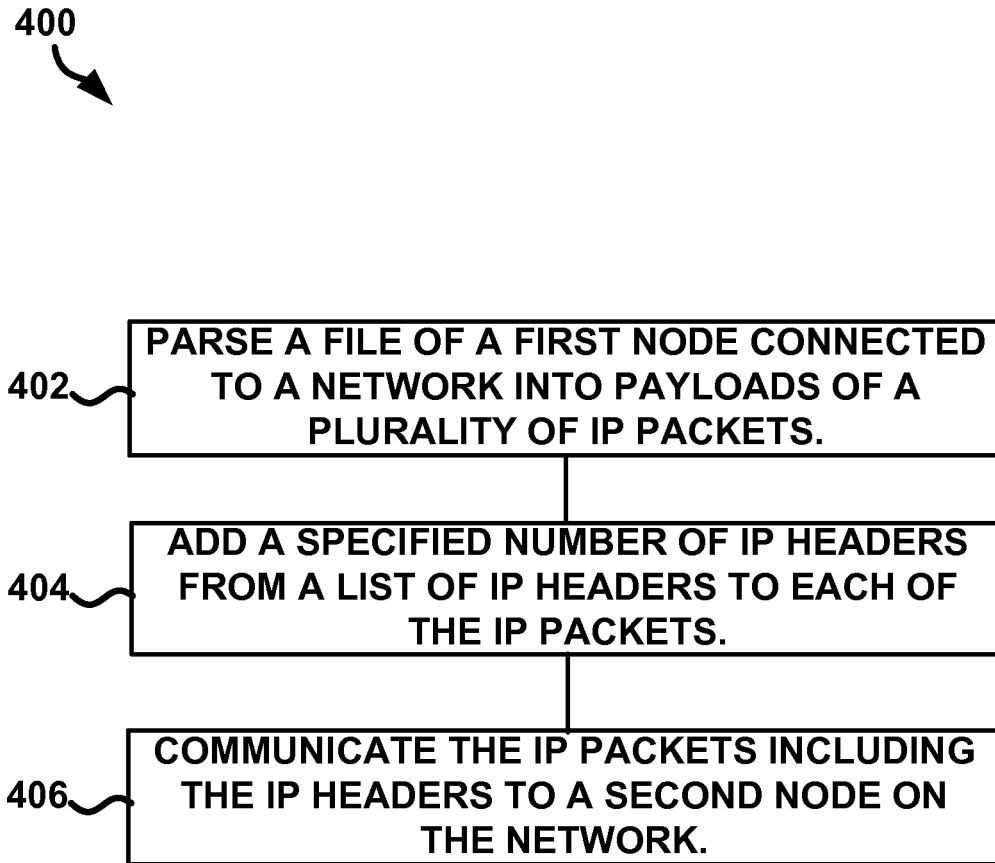 400
402
PARSE A FILE OF A FIRST NODE CONNECTED
TO A NETWORK INTO PAYLOADS OF A
PLURALITY OF IP PACKETS.
404
ADD A SPECIFIED NUMBER OF IP HEADERS
FROM A LIST OF IP HEADERS TO EACH OF
THE IP PACKETS.
406
COMMUNICATE THE IP PACKETS INCLUDING
THE IP HEADERS TO A SECOND NODE ON
THE NETWORK.